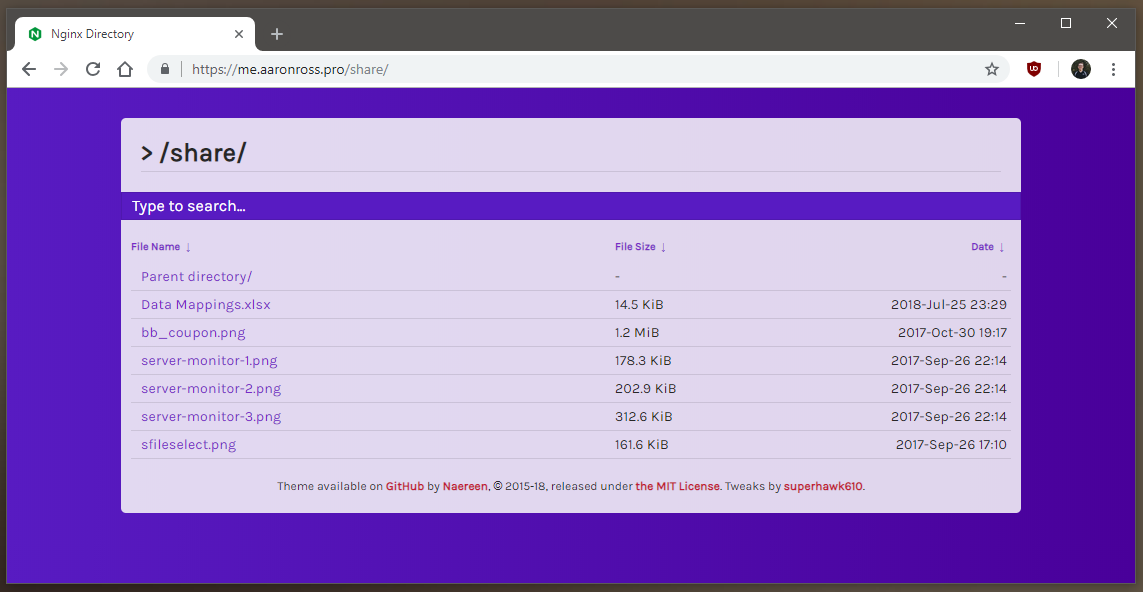 Nginx Directory
https://me.aaronross.pro/share/
> /share/
Type to search...
File Name ↓ File Size ↓ Date ↓
Parent directory/ - -
Data Mappings.xlsx 14.5 KiB 2018-Jul-25 23:29
bb_coupon.png 1.2 MiB 2017-Oct-30 19:17
server-monitor-1.png 178.3 KiB 2017-Sep-26 22:14
server-monitor-2.png 202.9 KiB 2017-Sep-26 22:14
server-monitor-3.png 312.6 KiB 2017-Sep-26 22:14
sfileselect.png 161.6 KiB 2017-Sep-26 17:10
Theme available on GitHub by Naereen, © 2015-18, released under the MIT License. Tweaks by superhawk610.